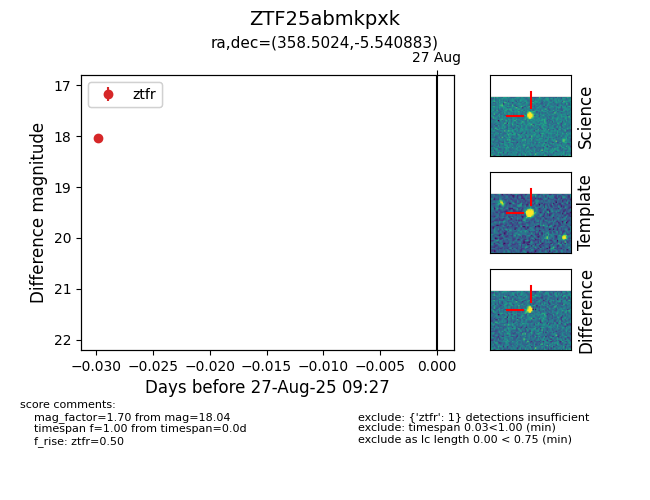 ZTF25abmkpxk
ra,dec=(358.5024,-5.540883)
27 Aug
ztfr
17
18
19
20
21
22
Difference magnitude
−0.030
−0.025
−0.020
−0.015
−0.010
−0.005
0.000
Days before 27-Aug-25 09:27
Science
Template
Difference
score comments:
mag_factor=1.70 from mag=18.04
timespan f=1.00 from timespan=0.0d
f_rise: ztfr=0.50
exclude: {'ztfr': 1} detections insufficient
exclude: timespan 0.03<1.00 (min)
exclude as lc length 0.00 < 0.75 (min)